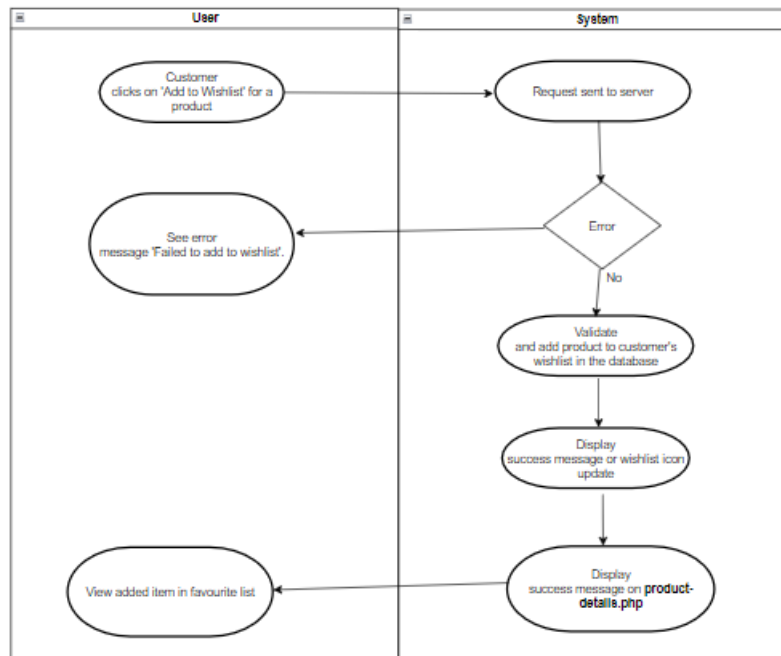 User
System
Customer
clicks on 'Add to Wishlist' for a
product
Request sent to server
See error
message 'Failed to add to wishlist'.
Error
No
Validate
and add product to customer's
wishlist in the database
Display
success message or wishlist icon
update
View added item in favourite list
Display
success message on product-
details.php